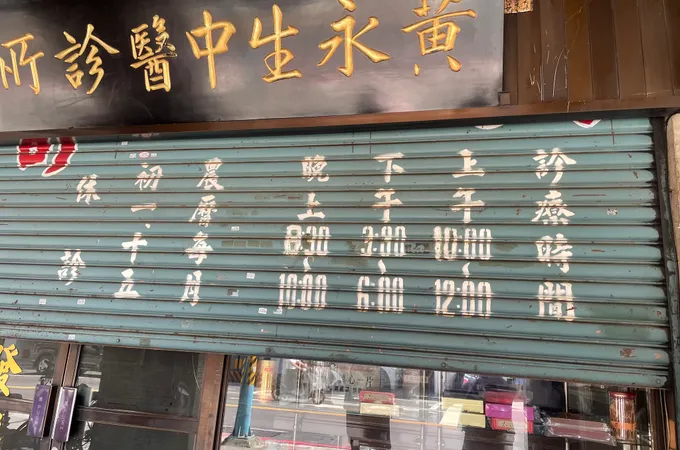 黃永生中醫診所
診療時間
上午10:00~12:00
下午3:00~6:00
晚上8:30~10:00
農曆每月
初一、十五
休診
發